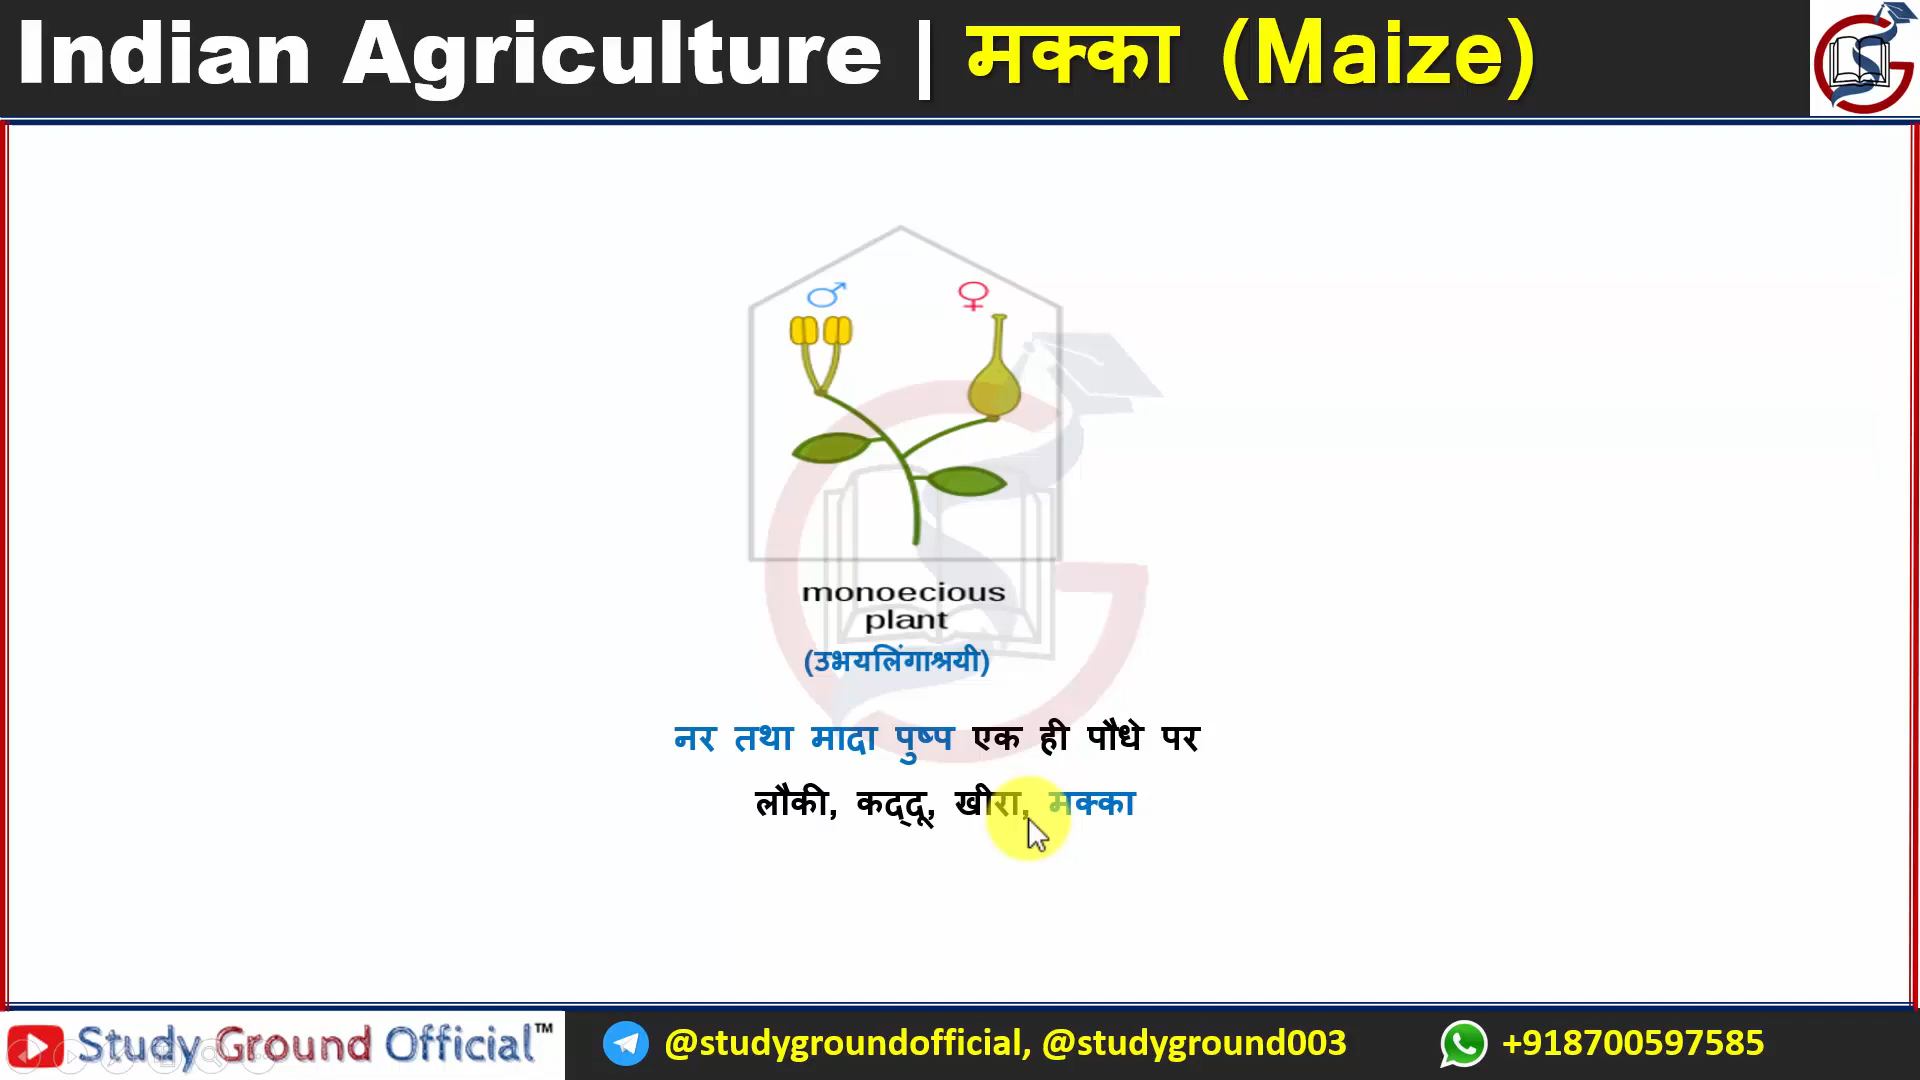 Indian Agriculture | मक्का (Maize)
♂ ♀
monoecious
plant
(उभयलिंगाश्रयी)
नर तथा मादा पुष्प एक ही पौधे पर
लौकी, कद्दू, खीरा, मक्का
Study Ground Official™ @studygroundofficial, @studyground003 +918700597585